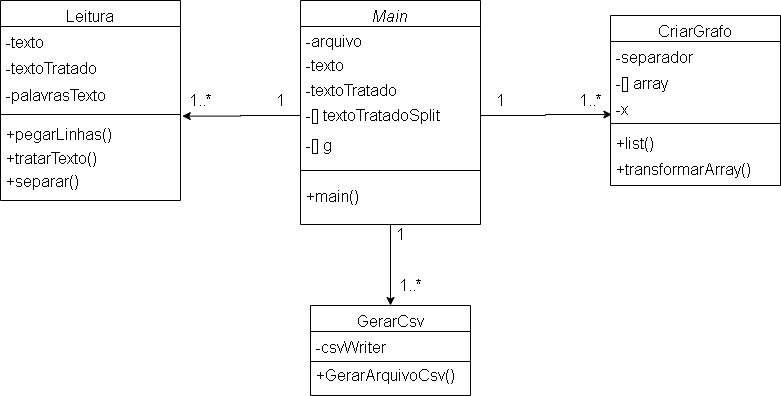 Leitura
-texto
-textoTratado
-palavrasTexto
+pegarLinhas()
+tratarTexto()
+separar()
1..*
1
Main
-arquivo
-texto
-textoTratado
-[] textoTratadoSplit
-[] g
+main()
1
1..*
CriarGrafo
-separador
-[] array
-x
+list()
+transformarArray()
1
1..*
GerarCsv
-csvWriter
+GerarArquivoCsv()